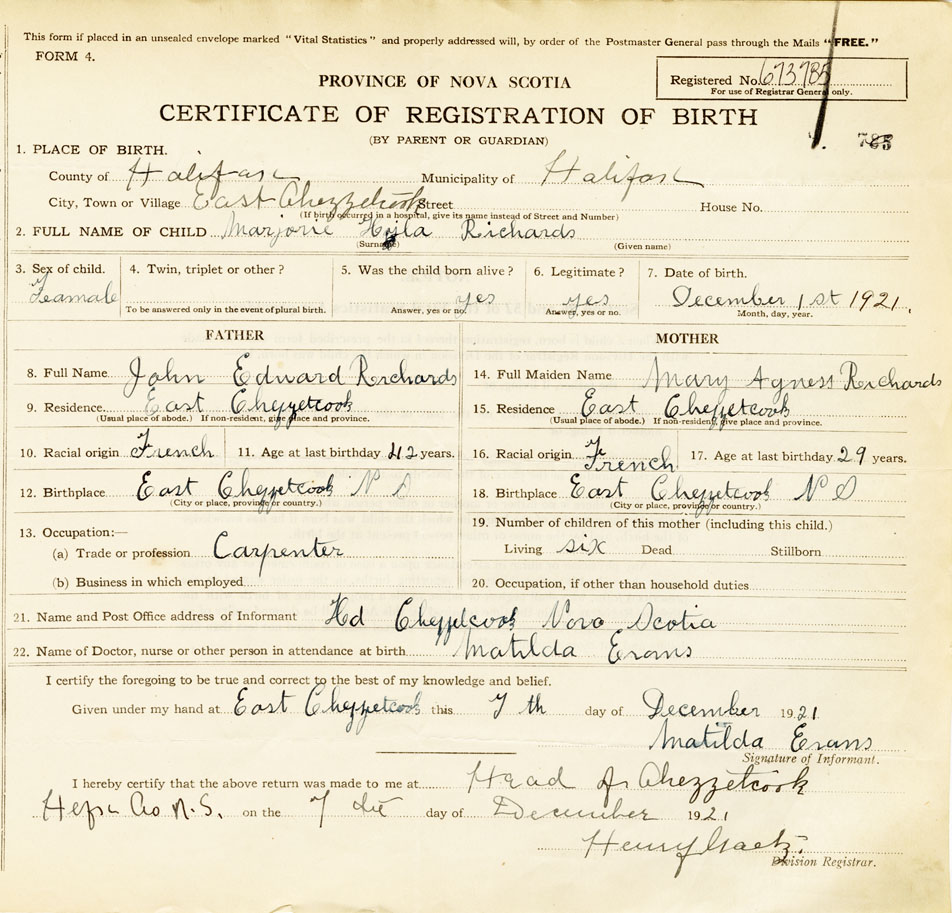 This form if placed in an unsealed envelope marked "Vital Statistics" and properly addressed will, by order of the Postmaster General pass through the Mails "FREE."
FORM 4.
PROVINCE OF NOVA SCOTIA
Registered No. 673785
For use of Registrar General only.
CERTIFICATE OF REGISTRATION OF BIRTH
(BY PARENT OR GUARDIAN)
785
1. PLACE OF BIRTH.
County of Halifax Municipality of Halifax
City, Town or Village East Chezzetcook Street House No.
(If birth occurred in a hospital, give its name instead of Street and Number)
2. FULL NAME OF CHILD Marjorie Hyla Richards
(Surname) (Given name)
3. Sex of child. 4. Twin, triplet or other? 5. Was the child born alive? 6. Legitimate? 7. Date of birth.
Feamale yes yes December 1st 1921
To be answered only in the event of plural birth. Answer, yes or no. Answer, yes or no. Month, day, year.
FATHER MOTHER
8. Full Name John Edward Richards 14. Full Maiden Name Mary Agness Richards
9. Residence East Chezzetcook 15. Residence East Chezzetcook
(Usual place of abode.) If non-resident, give place and province. (Usual place of abode.) If non-resident, give place and province.
10. Racial origin French 11. Age at last birthday 42 years. 16. Racial origin French 17. Age at last birthday 29 years.
12. Birthplace East Chezzetcook N S 18. Birthplace East Chezzetcook N S
(City or place, province or country.) (City or place, province or country.)
13. Occupation:— 19. Number of children of this mother (including this child.)
(a) Trade or profession Carpenter Living six Dead Stillborn
(b) Business in which employed 20. Occupation, if other than household duties
21. Name and Post Office address of Informant Hd Chezzetcook Nova Scotia
22. Name of Doctor, nurse or other person in attendance at birth Matilda Evans
I certify the foregoing to be true and correct to the best of my knowledge and belief.
Given under my hand at East Chezzetcook this 7th day of December 1921
Matilda Evans
Signature of Informant.
I hereby certify that the above return was made to me at Head of Chezzetcook
Hfx Co N.S. on the 7 day of December 1921
Henry Gaetz
Division Registrar.